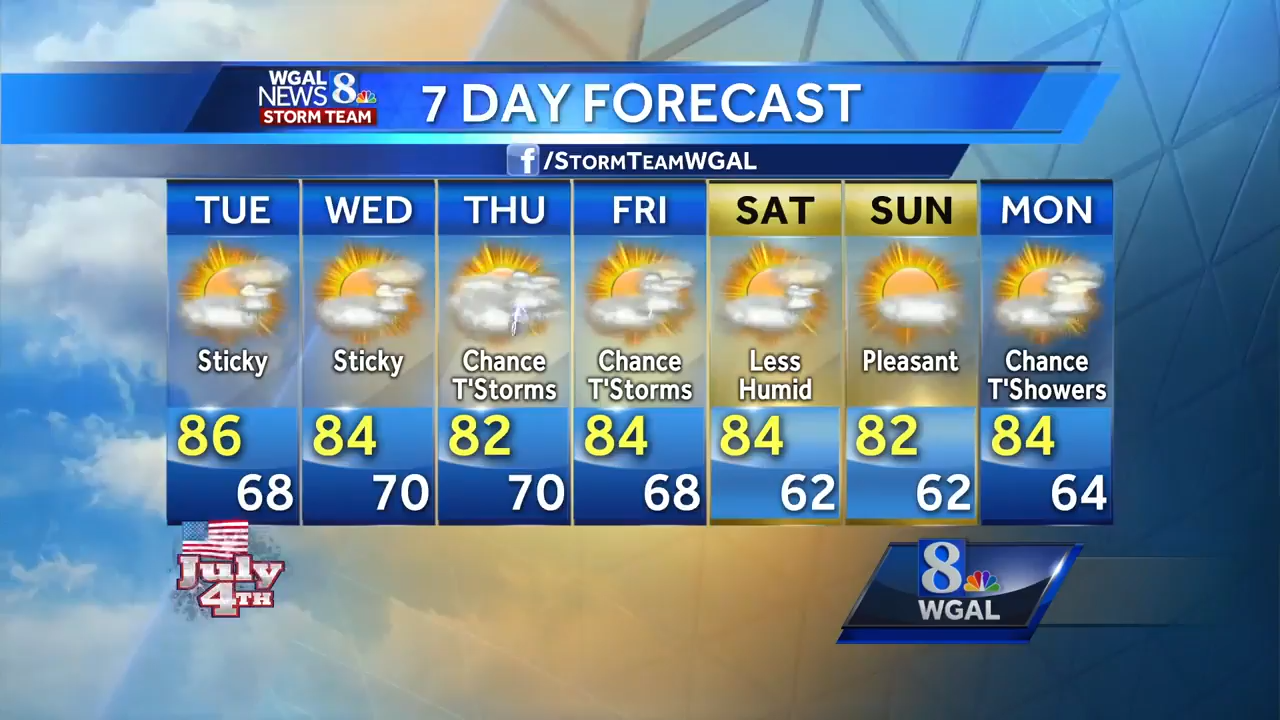 WGAL
NEWS 8
STORM TEAM
7 DAY FORECAST
f /STORMTEAMWGAL
TUE WED THU FRI SAT SUN MON
Sticky Sticky Chance Chance Less Pleasant Chance
T'Storms T'Storms Humid T'Showers
86 84 82 84 84 82 84
68 70 70 68 62 62 64
July
4TH
8
WGAL